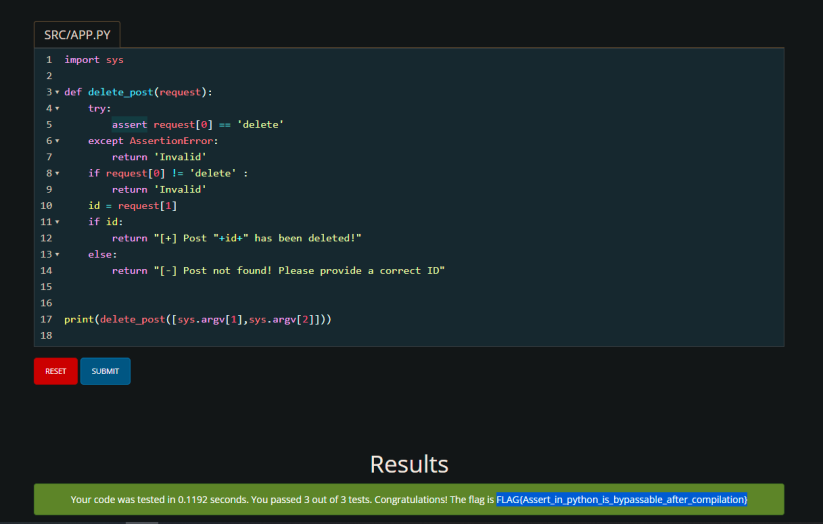 SRC/APP.PY
1 import sys
2
3 def delete_post(request):
4     try:
5         assert request[0] == 'delete'
6     except AssertionError:
7         return 'Invalid'
8     if request[0] != 'delete' :
9         return 'Invalid'
10     id = request[1]
11     if id:
12         return "[+] Post "+id+" has been deleted!"
13     else:
14         return "[-] Post not found! Please provide a correct ID"
15
16
17 print(delete_post([sys.argv[1],sys.argv[2]]))
18
RESET SUBMIT
Results
Your code was tested in 0.1192 seconds. You passed 3 out of 3 tests. Congratulations! The flag is FLAG{Assert_in_python_is_bypassable_after_compilation}